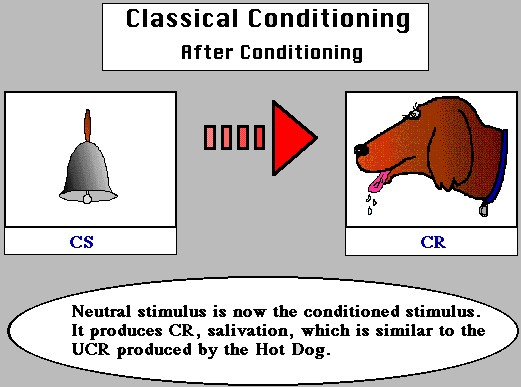 Classical Conditioning
After Conditioning
CS
CR
Neutral stimulus is now the conditioned stimulus.
It produces CR, salivation, which is similar to the
UCR produced by the Hot Dog.